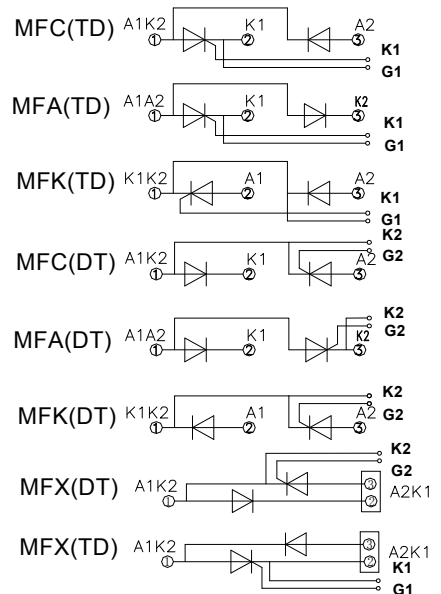 MFC(TD) A1K2 K1 A2
① ② ③
K1
G1
MFA(TD) A1A2 K1 K2
① ② ③
K1
G1
MFK(TD) K1K2 A1 A2
① ② ③
K1
G1
K2
MFC(DT) A1K2 K1 G2 A2
① ② ③
K2
G2
MFA(DT) A1A2 K1 K2
① ② ③
K2
MFK(DT) K1K2 A1 G2 A2
① ② ③
K2
G2
③
MFX(DT) A1K2 A2K1
① ②
③
MFX(TD) A1K2 A2K1
① ②
K1
G1